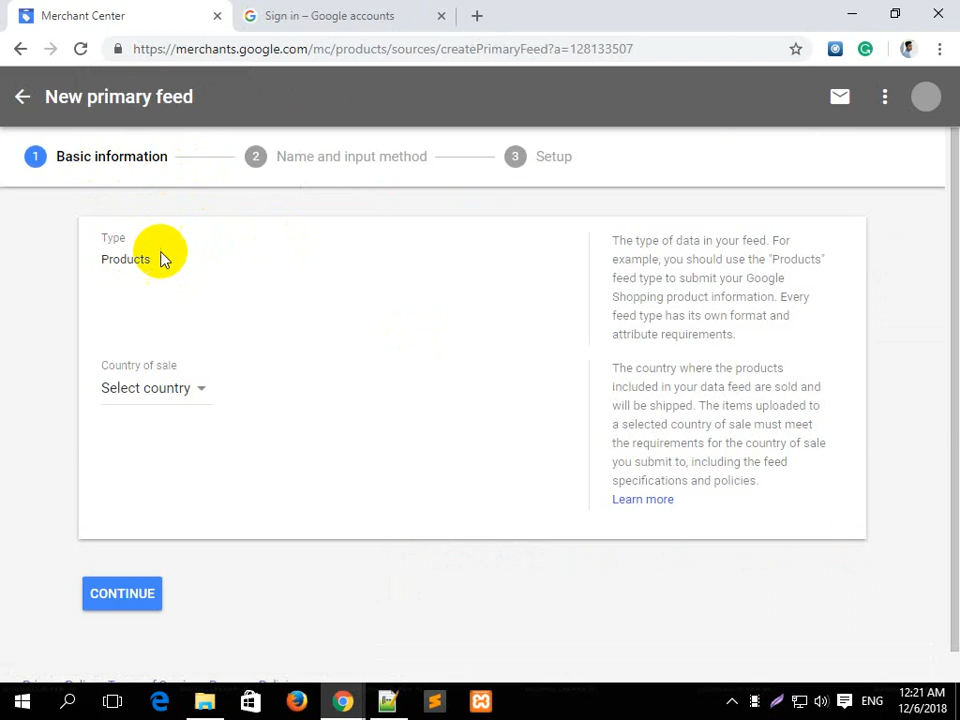 Merchant Center
Sign in – Google accounts
https://merchants.google.com/mc/products/sources/createPrimaryFeed?a=128133507
New primary feed
1 Basic information
2 Name and input method
3 Setup
Type
Products
The type of data in your feed. For
example, you should use the "Products"
feed type to submit your Google
Shopping product information. Every
feed type has its own format and
attribute requirements.
Country of sale
Select country
The country where the products
included in your data feed are sold and
will be shipped. The items uploaded to
a selected country of sale must meet
the requirements for the country of sale
you submit to, including the feed
specifications and policies.
Learn more
CONTINUE
ENG
12:21 AM
12/6/2018